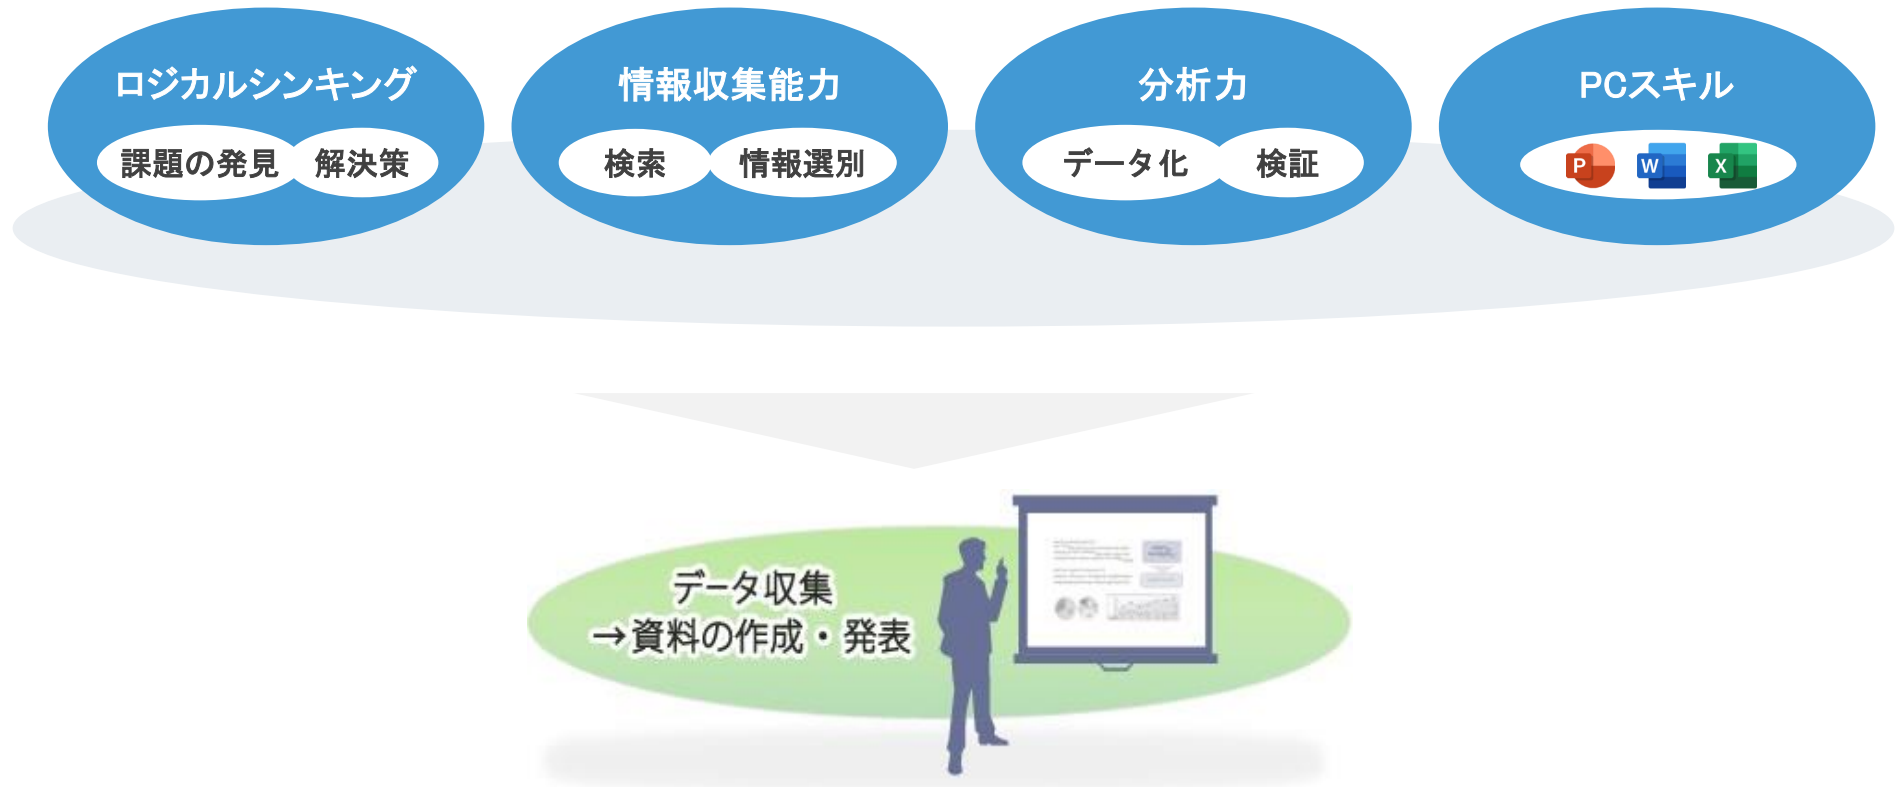 ロジカルシンキング
課題の発見 解決策
情報収集能力
検索 情報選別
分析力
データ化 検証
PCスキル
P W X
データ収集
→資料の作成・発表